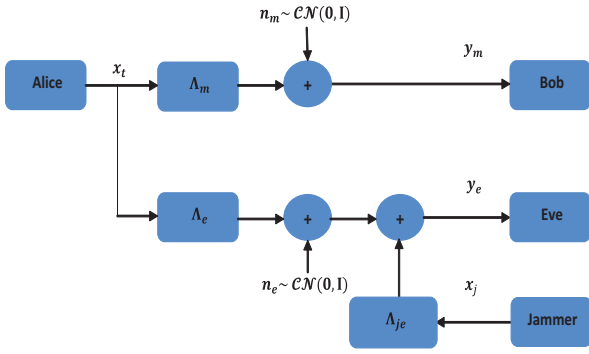 n_m ~ 𝒞𝒩(0, I)
x_t
y_m
Alice
Λ_m
+
Bob
y_e
Λ_e
+
+
Eve
n_e ~ 𝒞𝒩(0, I)
x_j
Λ_je
Jammer